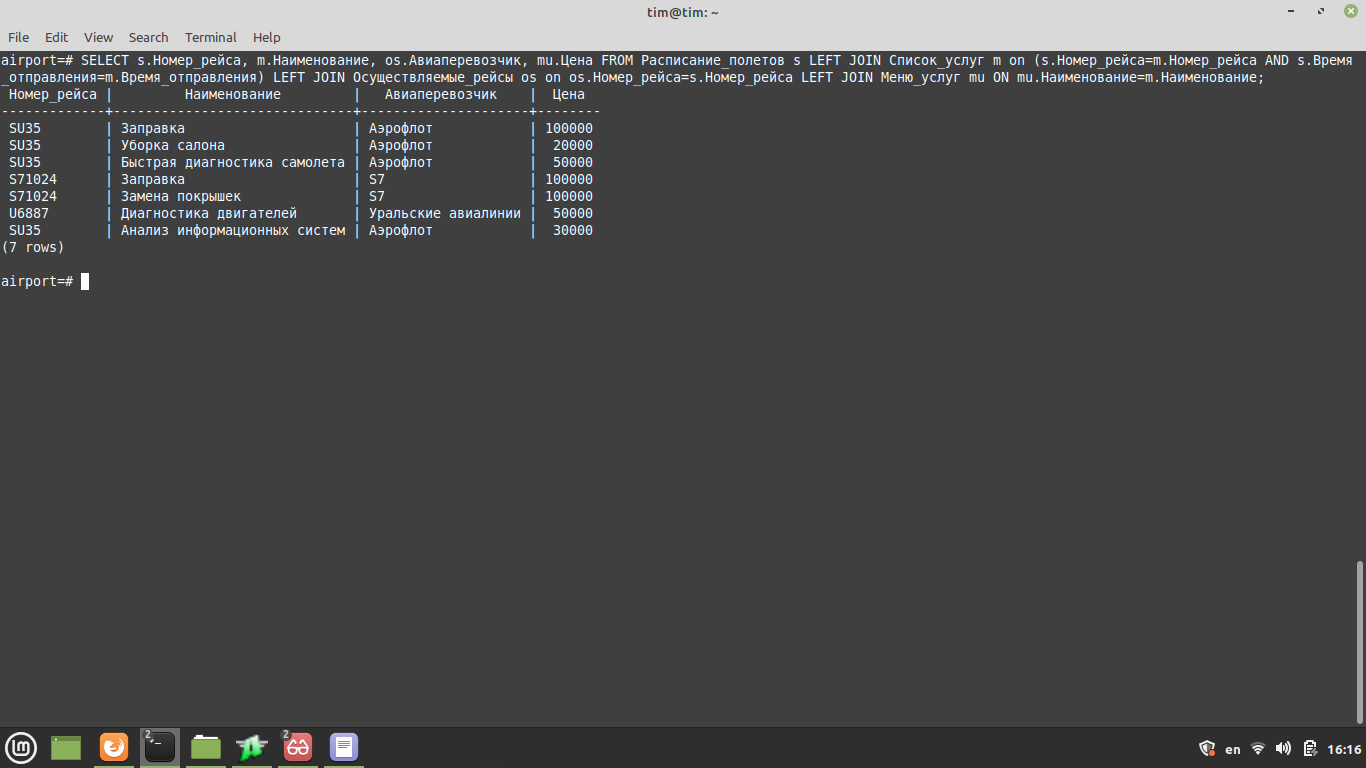 tim@tim: ~
File Edit View Search Terminal Help
airport=# SELECT s.Номер_рейса, m.Наименование, os.Авиаперевозчик, mu.Цена FROM Расписание_полетов s LEFT JOIN Список_услуг m on (s.Номер_рейса=m.Номер_рейса AND s.Время
_отправления=m.Время_отправления) LEFT JOIN Осуществляемые_рейсы os on os.Номер_рейса=s.Номер_рейса LEFT JOIN Меню_услуг mu ON mu.Наименование=m.Наименование;
 Номер_рейса |         Наименование         |   Авиаперевозчик    |  Цена
-------------+------------------------------+---------------------+--------
 SU35        | Заправка                     | Аэрофлот            | 100000
 SU35        | Уборка салона                | Аэрофлот            |  20000
 SU35        | Быстрая диагностика самолета | Аэрофлот            |  50000
 S71024      | Заправка                     | S7                  | 100000
 S71024      | Замена покрышек              | S7                  | 100000
 U6887       | Диагностика двигателей       | Уральские авиалинии |  50000
 SU35        | Анализ информационных систем | Аэрофлот            |  30000
(7 rows)
airport=#
2 2 en 16:16